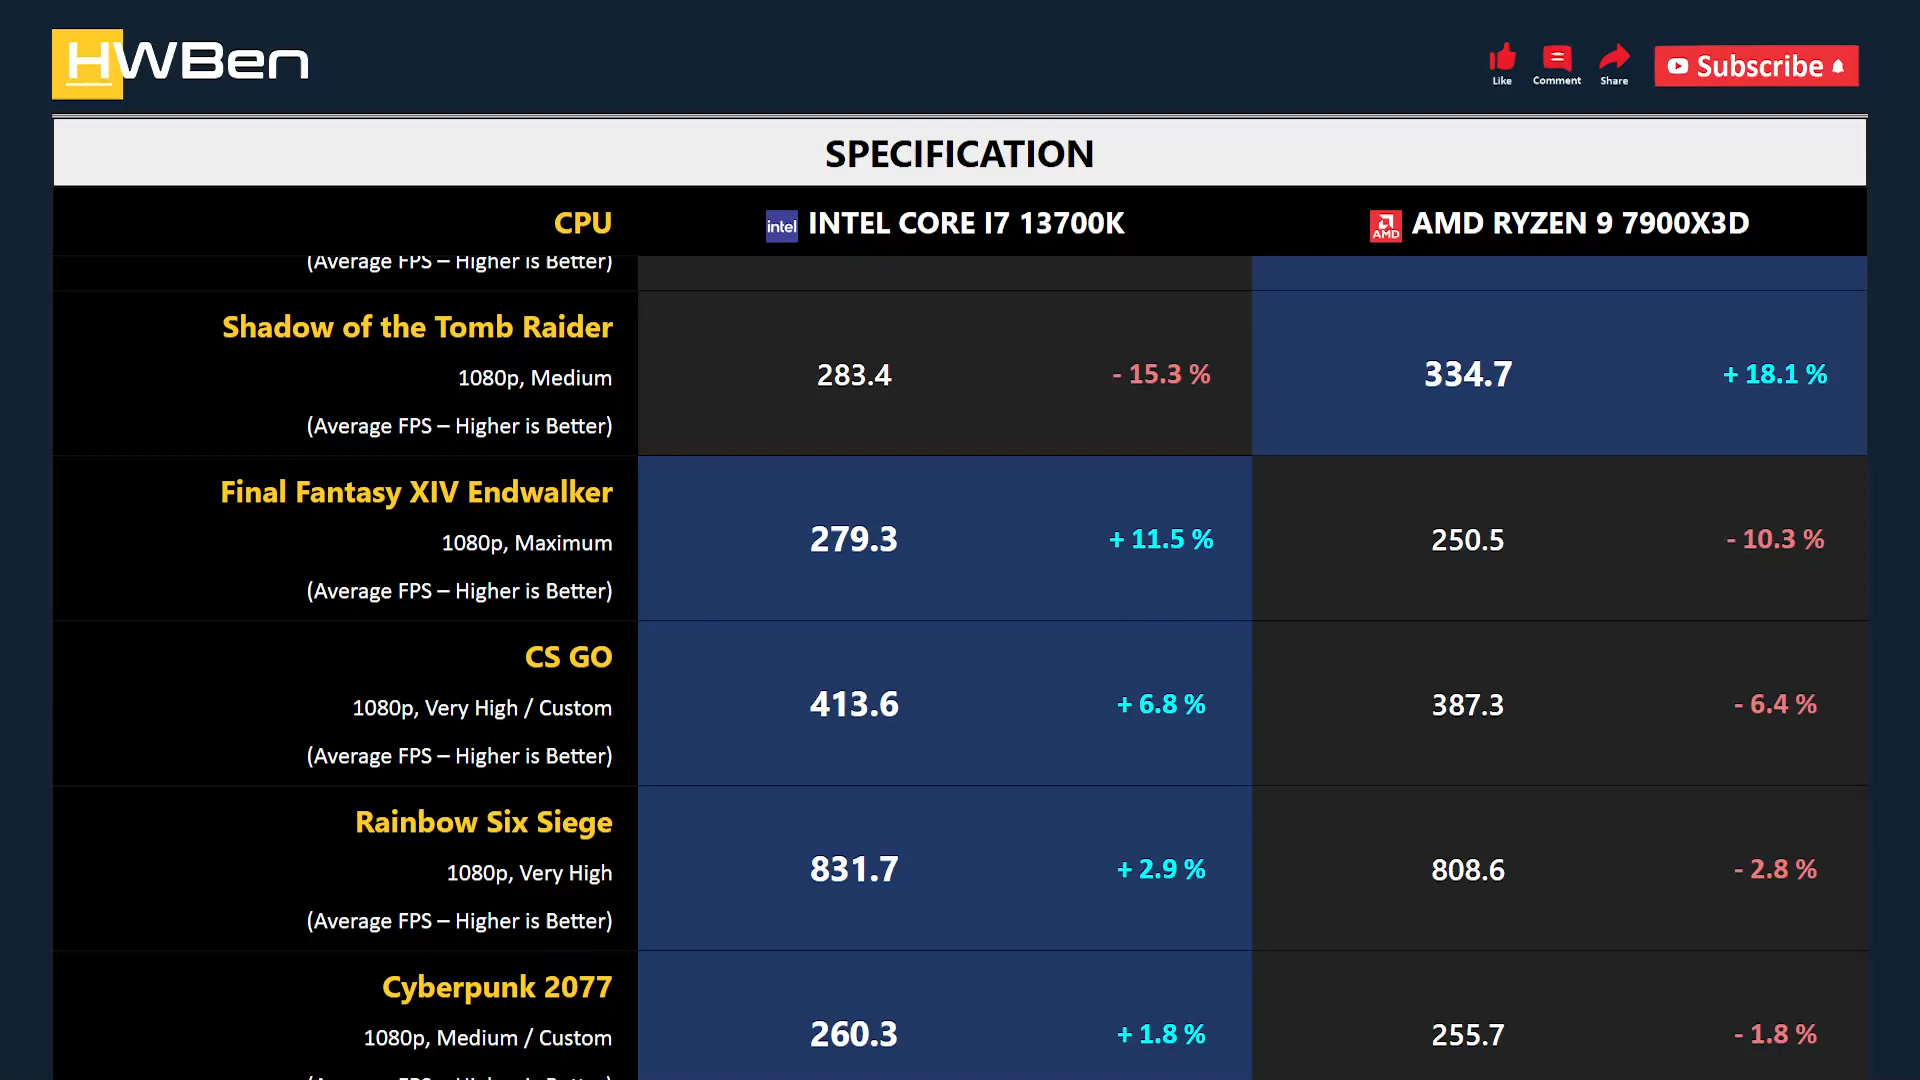 HWBen
Like
Comment
Share
Subscribe
SPECIFICATION
CPU
intel INTEL CORE I7 13700K
AMD AMD RYZEN 9 7900X3D
(Average FPS – Higher is Better)
Shadow of the Tomb Raider
1080p, Medium
(Average FPS – Higher is Better)
283.4
- 15.3 %
334.7
+ 18.1 %
Final Fantasy XIV Endwalker
1080p, Maximum
(Average FPS – Higher is Better)
279.3
+ 11.5 %
250.5
- 10.3 %
CS GO
1080p, Very High / Custom
(Average FPS – Higher is Better)
413.6
+ 6.8 %
387.3
- 6.4 %
Rainbow Six Siege
1080p, Very High
(Average FPS – Higher is Better)
831.7
+ 2.9 %
808.6
- 2.8 %
Cyberpunk 2077
1080p, Medium / Custom
260.3
+ 1.8 %
255.7
- 1.8 %